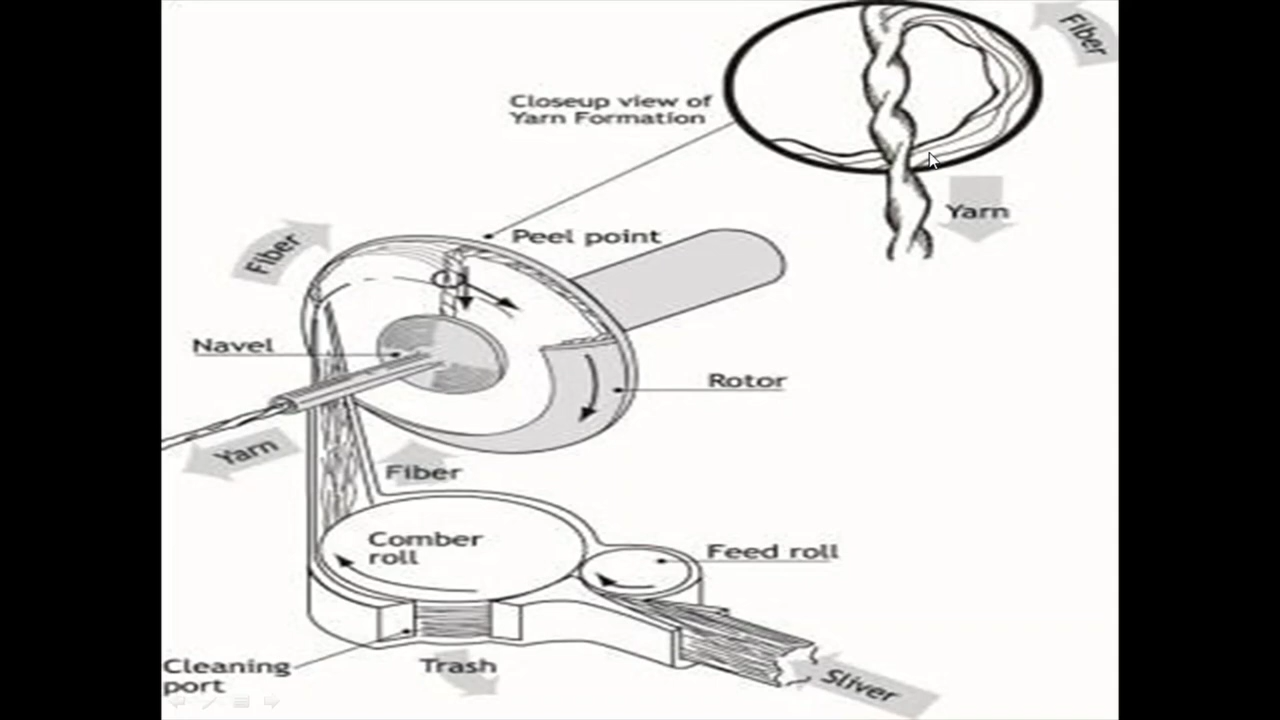 Fiber
Closeup view of
Yarn Formation
Yarn
Fiber
Peel point
Navel
Rotor
Yarn
Fiber
Comber
roll
Feed roll
Cleaning
port
Trash
Sliver